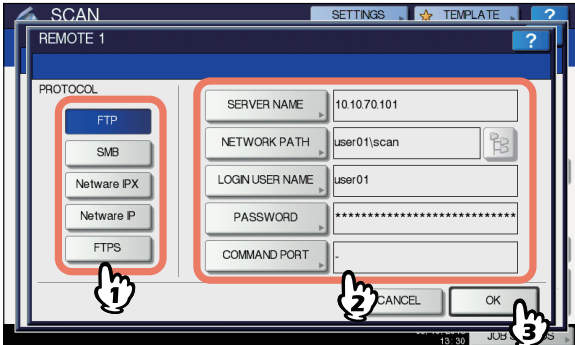 SCAN SETTINGS TEMPLATE ?
REMOTE 1 ?
PROTOCOL
FTP
SMB
Netware IPX
Netware IP
FTPS
SERVER NAME 10.10.70.101
NETWORK PATH user01\scan
LOGIN USER NAME user01
PASSWORD ****************************
COMMAND PORT -
CANCEL OK
1
2
3
13:30 JOB